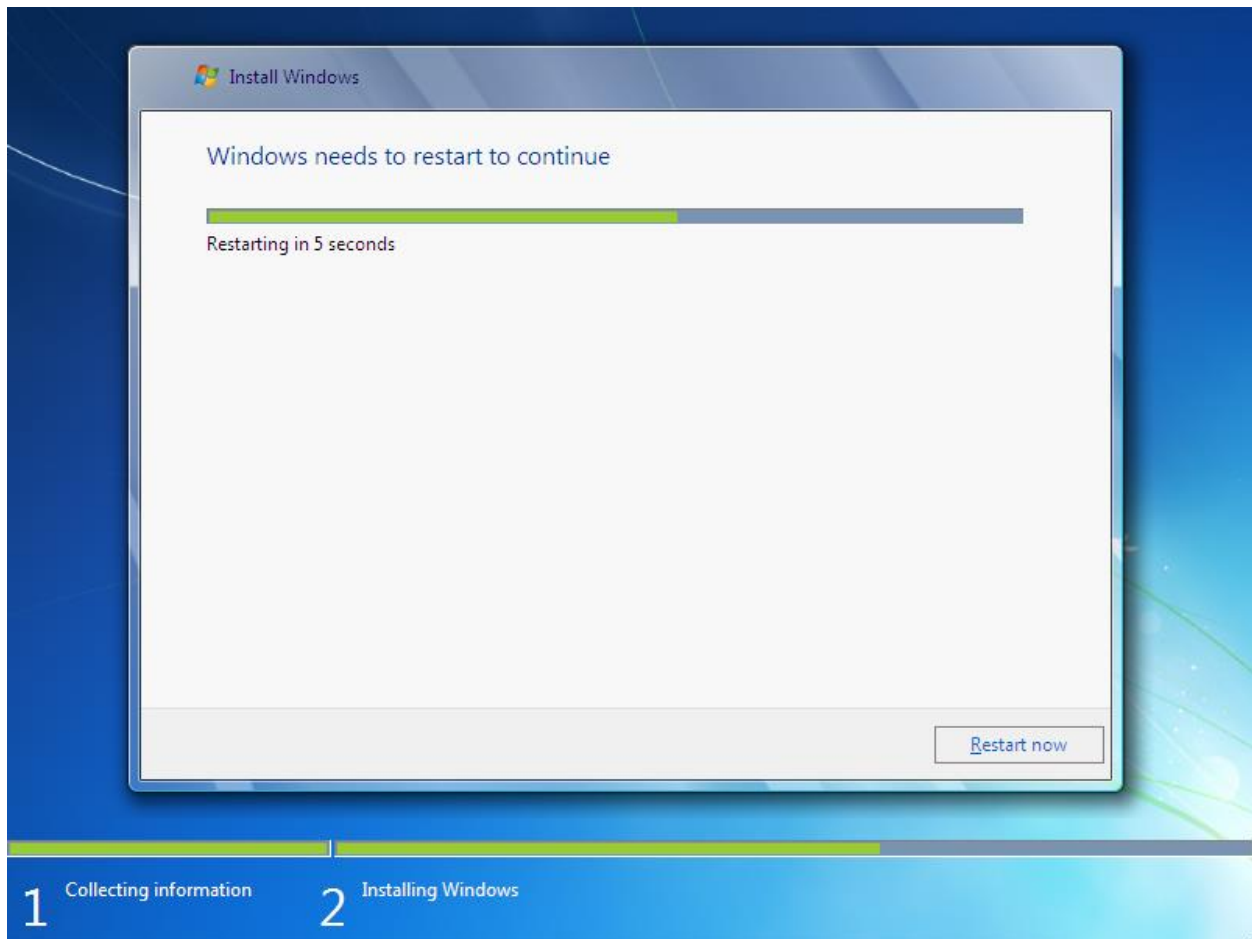 Install Windows
Windows needs to restart to continue
Restarting in 5 seconds
Restart now
1 Collecting information
2 Installing Windows